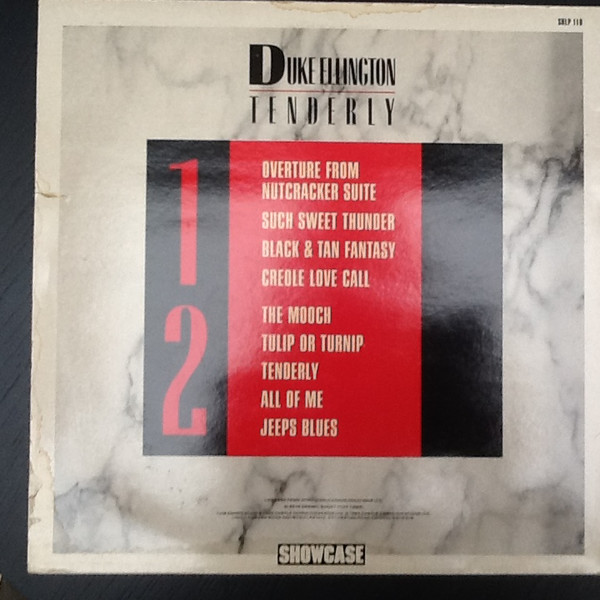 SHLP 110
DUKE ELLINGTON
TENDERLY
1
OVERTURE FROM
NUTCRACKER SUITE
SUCH SWEET THUNDER
BLACK & TAN FANTASY
CREOLE LOVE CALL
2
THE MOOCH
TULIP OR TURNIP
TENDERLY
ALL OF ME
JEEPS BLUES
SHOWCASE